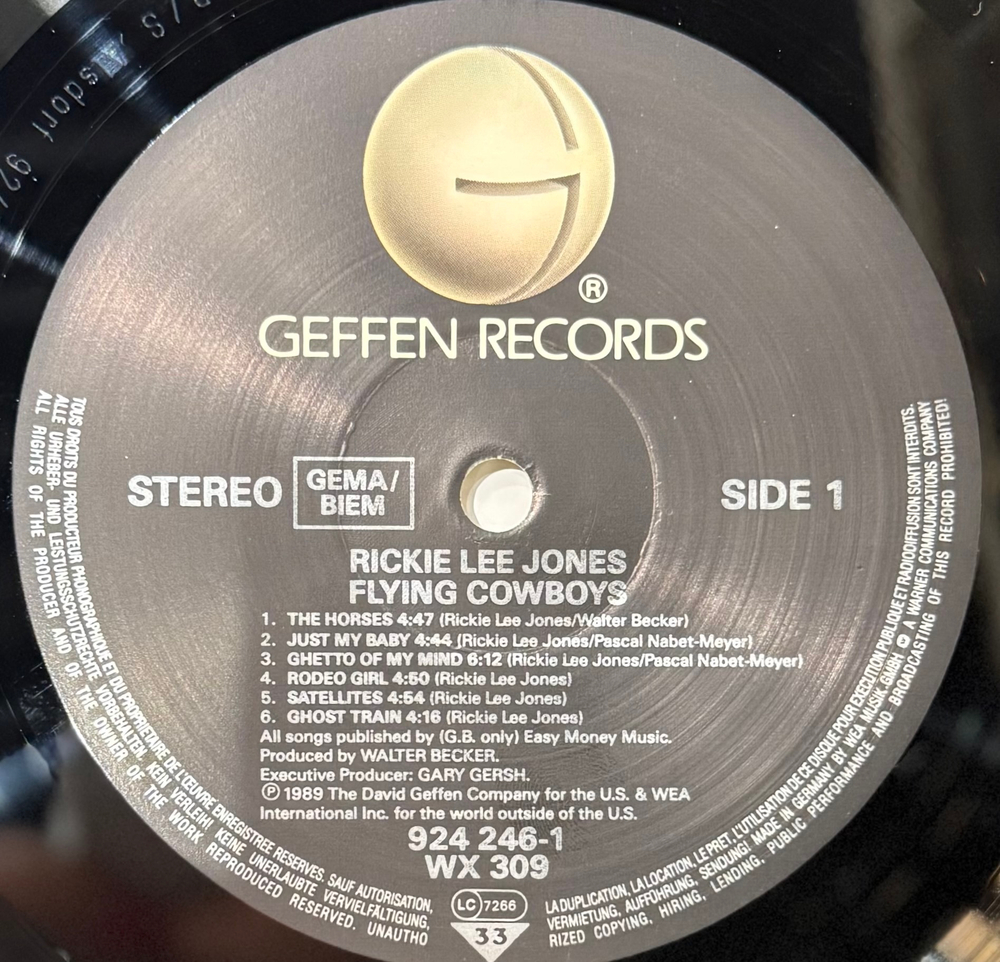 ®
GEFFEN RECORDS
STEREO
GEMA/
BIEM
SIDE 1
RICKIE LEE JONES
FLYING COWBOYS
1. THE HORSES 4:47 (Rickie Lee Jones/Walter Becker)
2. JUST MY BABY 4:44 (Rickie Lee Jones/Pascal Nabet-Meyer)
3. GHETTO OF MY MIND 6:12 (Rickie Lee Jones/Pascal Nabet-Meyer)
4. RODEO GIRL 4:50 (Rickie Lee Jones)
5. SATELLITES 4:54 (Rickie Lee Jones)
6. GHOST TRAIN 4:16 (Rickie Lee Jones)
All songs published by (G.B. only) Easy Money Music.
Produced by WALTER BECKER.
Executive Producer: GARY GERSH.
℗ 1989 The David Geffen Company for the U.S. & WEA
International Inc. for the world outside of the U.S.
924 246-1
WX 309
LC 7266
33
TOUS DROITS DU PRODUCTEUR PHONOGRAPHIQUE ET DU PROPRIETAIRE DE L'ŒUVRE ENREGISTREE RESERVES. SAUF AUTORISATION, LA DUPLICATION, LA LOCATION, LE PRET, L'UTILISATION DE CE DISQUE POUR EXECUTION PUBLIQUE ET RADIODIFFUSION SONT INTERDITS.
ALLE URHEBER- UND LEISTUNGSSCHUTZRECHTE VORBEHALTEN KEIN VERLEIH! KEINE UNERLAUBTE VERVIELFÄLTIGUNG, VERMIETUNG, AUFFÜHRUNG, SENDUNG! MADE IN GERMANY BY WEA MUSIK GMBH. A WARNER COMMUNICATIONS COMPANY
ALL RIGHTS OF THE PRODUCER AND OF THE OWNER OF THE WORK REPRODUCED RESERVED. UNAUTHORIZED COPYING, HIRING, LENDING, PUBLIC PERFORMANCE AND BROADCASTING OF THIS RECORD PROHIBITED!